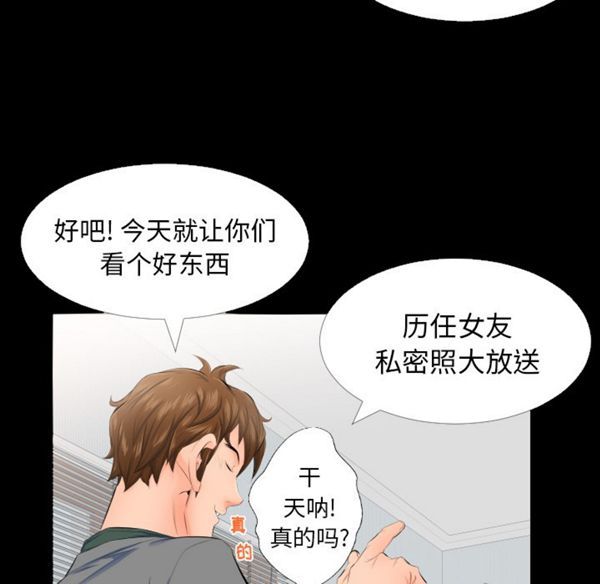 好吧! 今天就让你们
看个好东西
历任女友
私密照大放送
干
天呐!
真的吗?
真
的